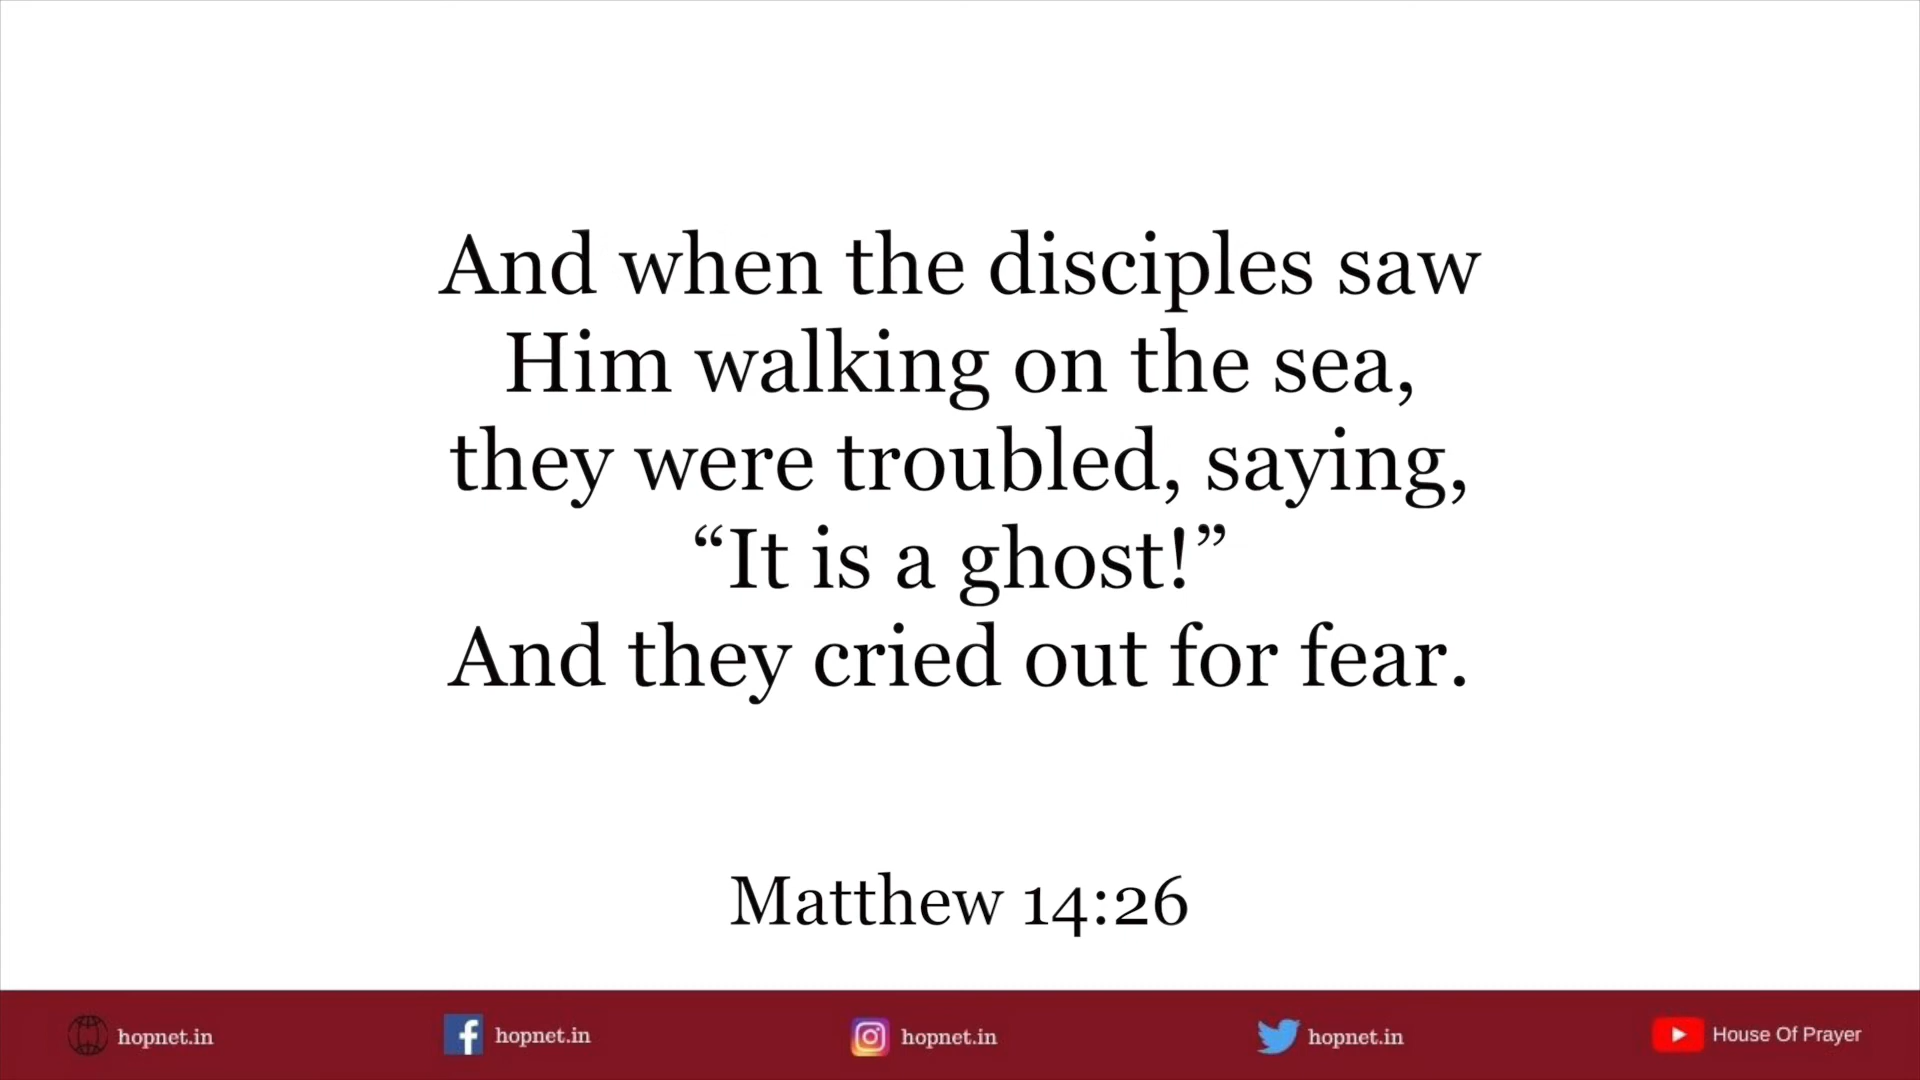 And when the disciples saw
Him walking on the sea,
they were troubled, saying,
“It is a ghost!”
And they cried out for fear.
Matthew 14:26
hopnet.in
hopnet.in
hopnet.in
hopnet.in
House Of Prayer